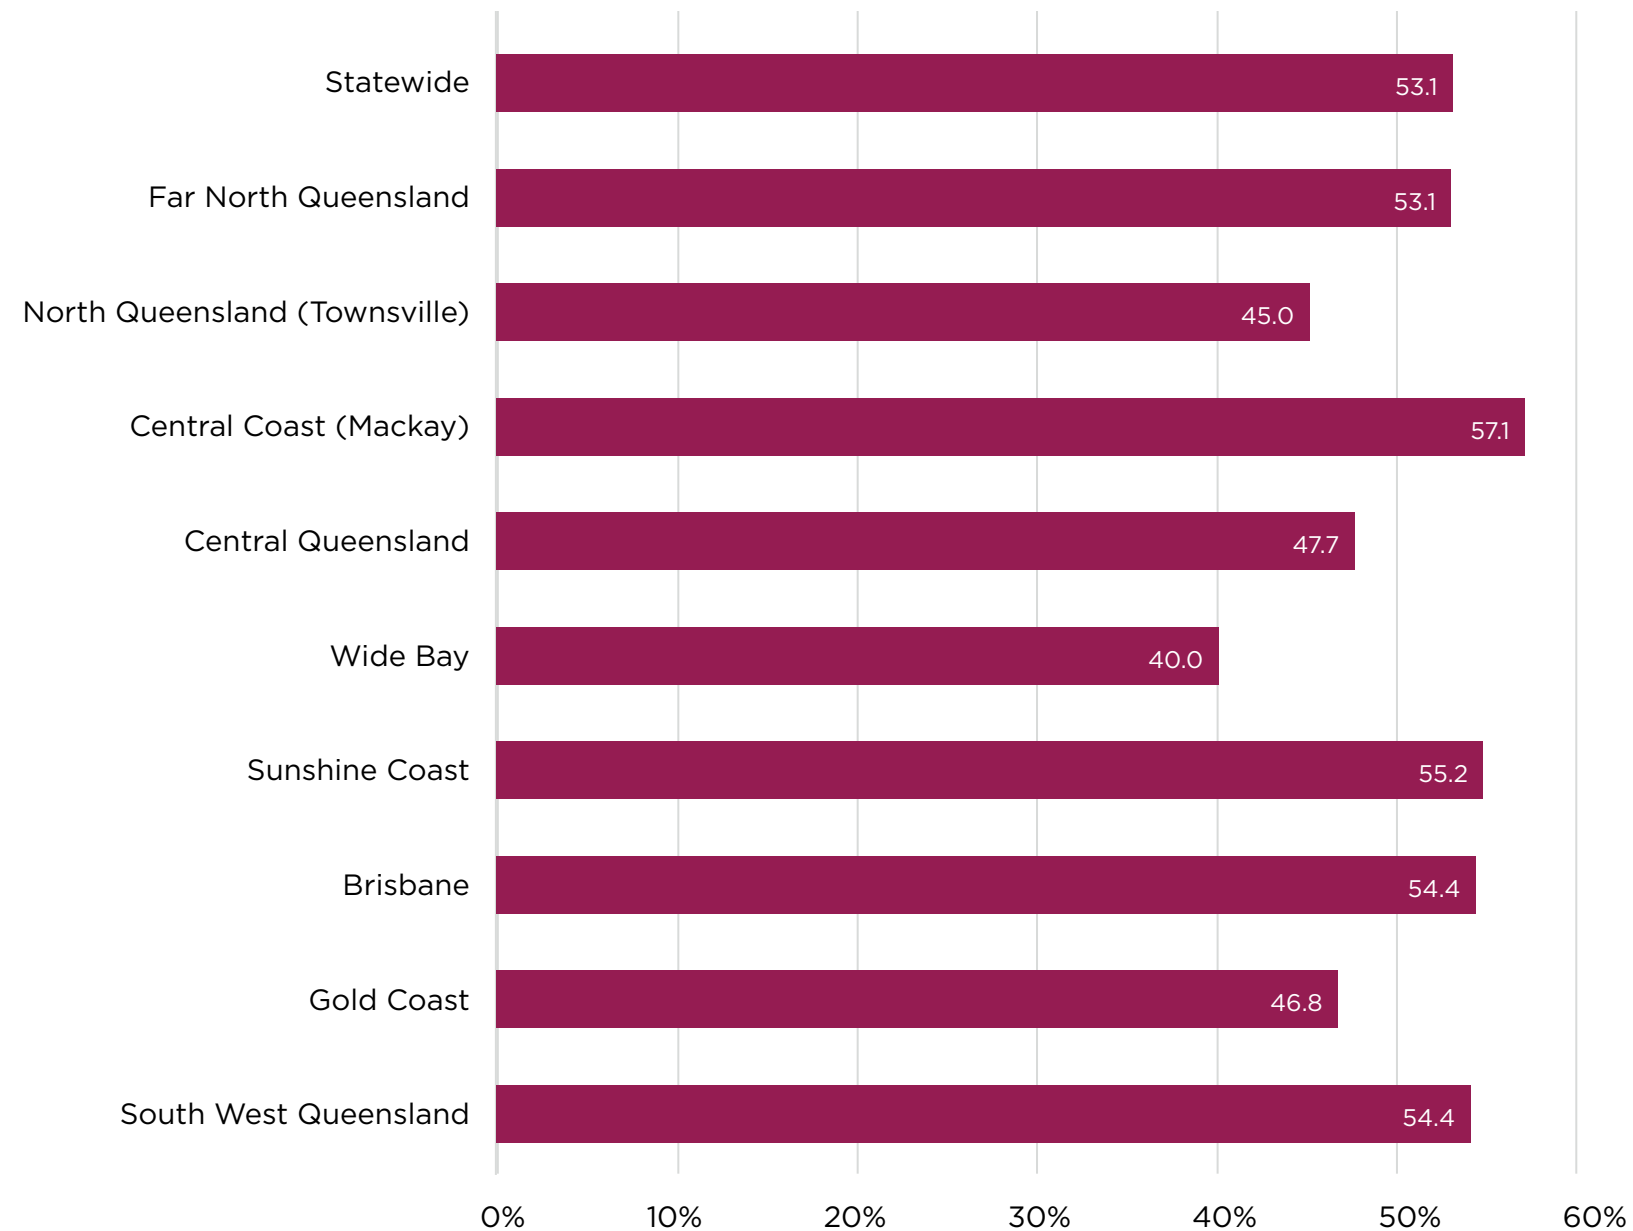 Statewide 53.1
Far North Queensland 53.1
North Queensland (Townsville) 45.0
Central Coast (Mackay) 57.1
Central Queensland 47.7
Wide Bay 40.0
Sunshine Coast 55.2
Brisbane 54.4
Gold Coast 46.8
South West Queensland 54.4
0% 10% 20% 30% 40% 50% 60%